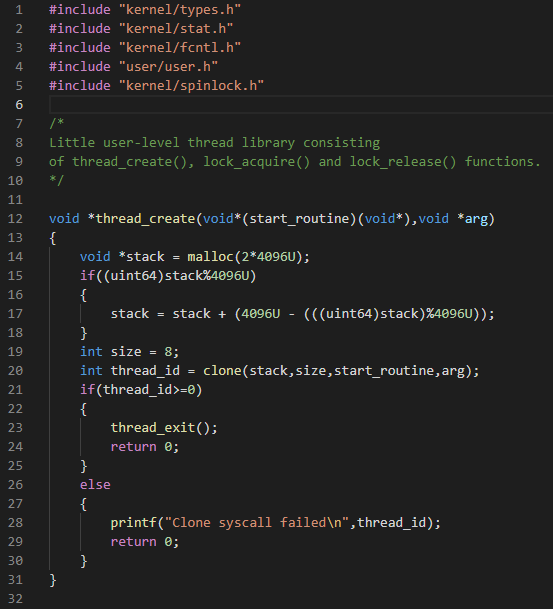 1 #include "kernel/types.h"
2 #include "kernel/stat.h"
3 #include "kernel/fcntl.h"
4 #include "user/user.h"
5 #include "kernel/spinlock.h"
6
7 /*
8 Little user-level thread library consisting
9 of thread_create(), lock_acquire() and lock_release() functions.
10 */
11
12 void *thread_create(void*(start_routine)(void*),void *arg)
13 {
14     void *stack = malloc(2*4096U);
15     if((uint64)stack%4096U)
16     {
17         stack = stack + (4096U - (((uint64)stack)%4096U));
18     }
19     int size = 8;
20     int thread_id = clone(stack,size,start_routine,arg);
21     if(thread_id>=0)
22     {
23         thread_exit();
24         return 0;
25     }
26     else
27     {
28         printf("Clone syscall failed\n",thread_id);
29         return 0;
30     }
31 }
32